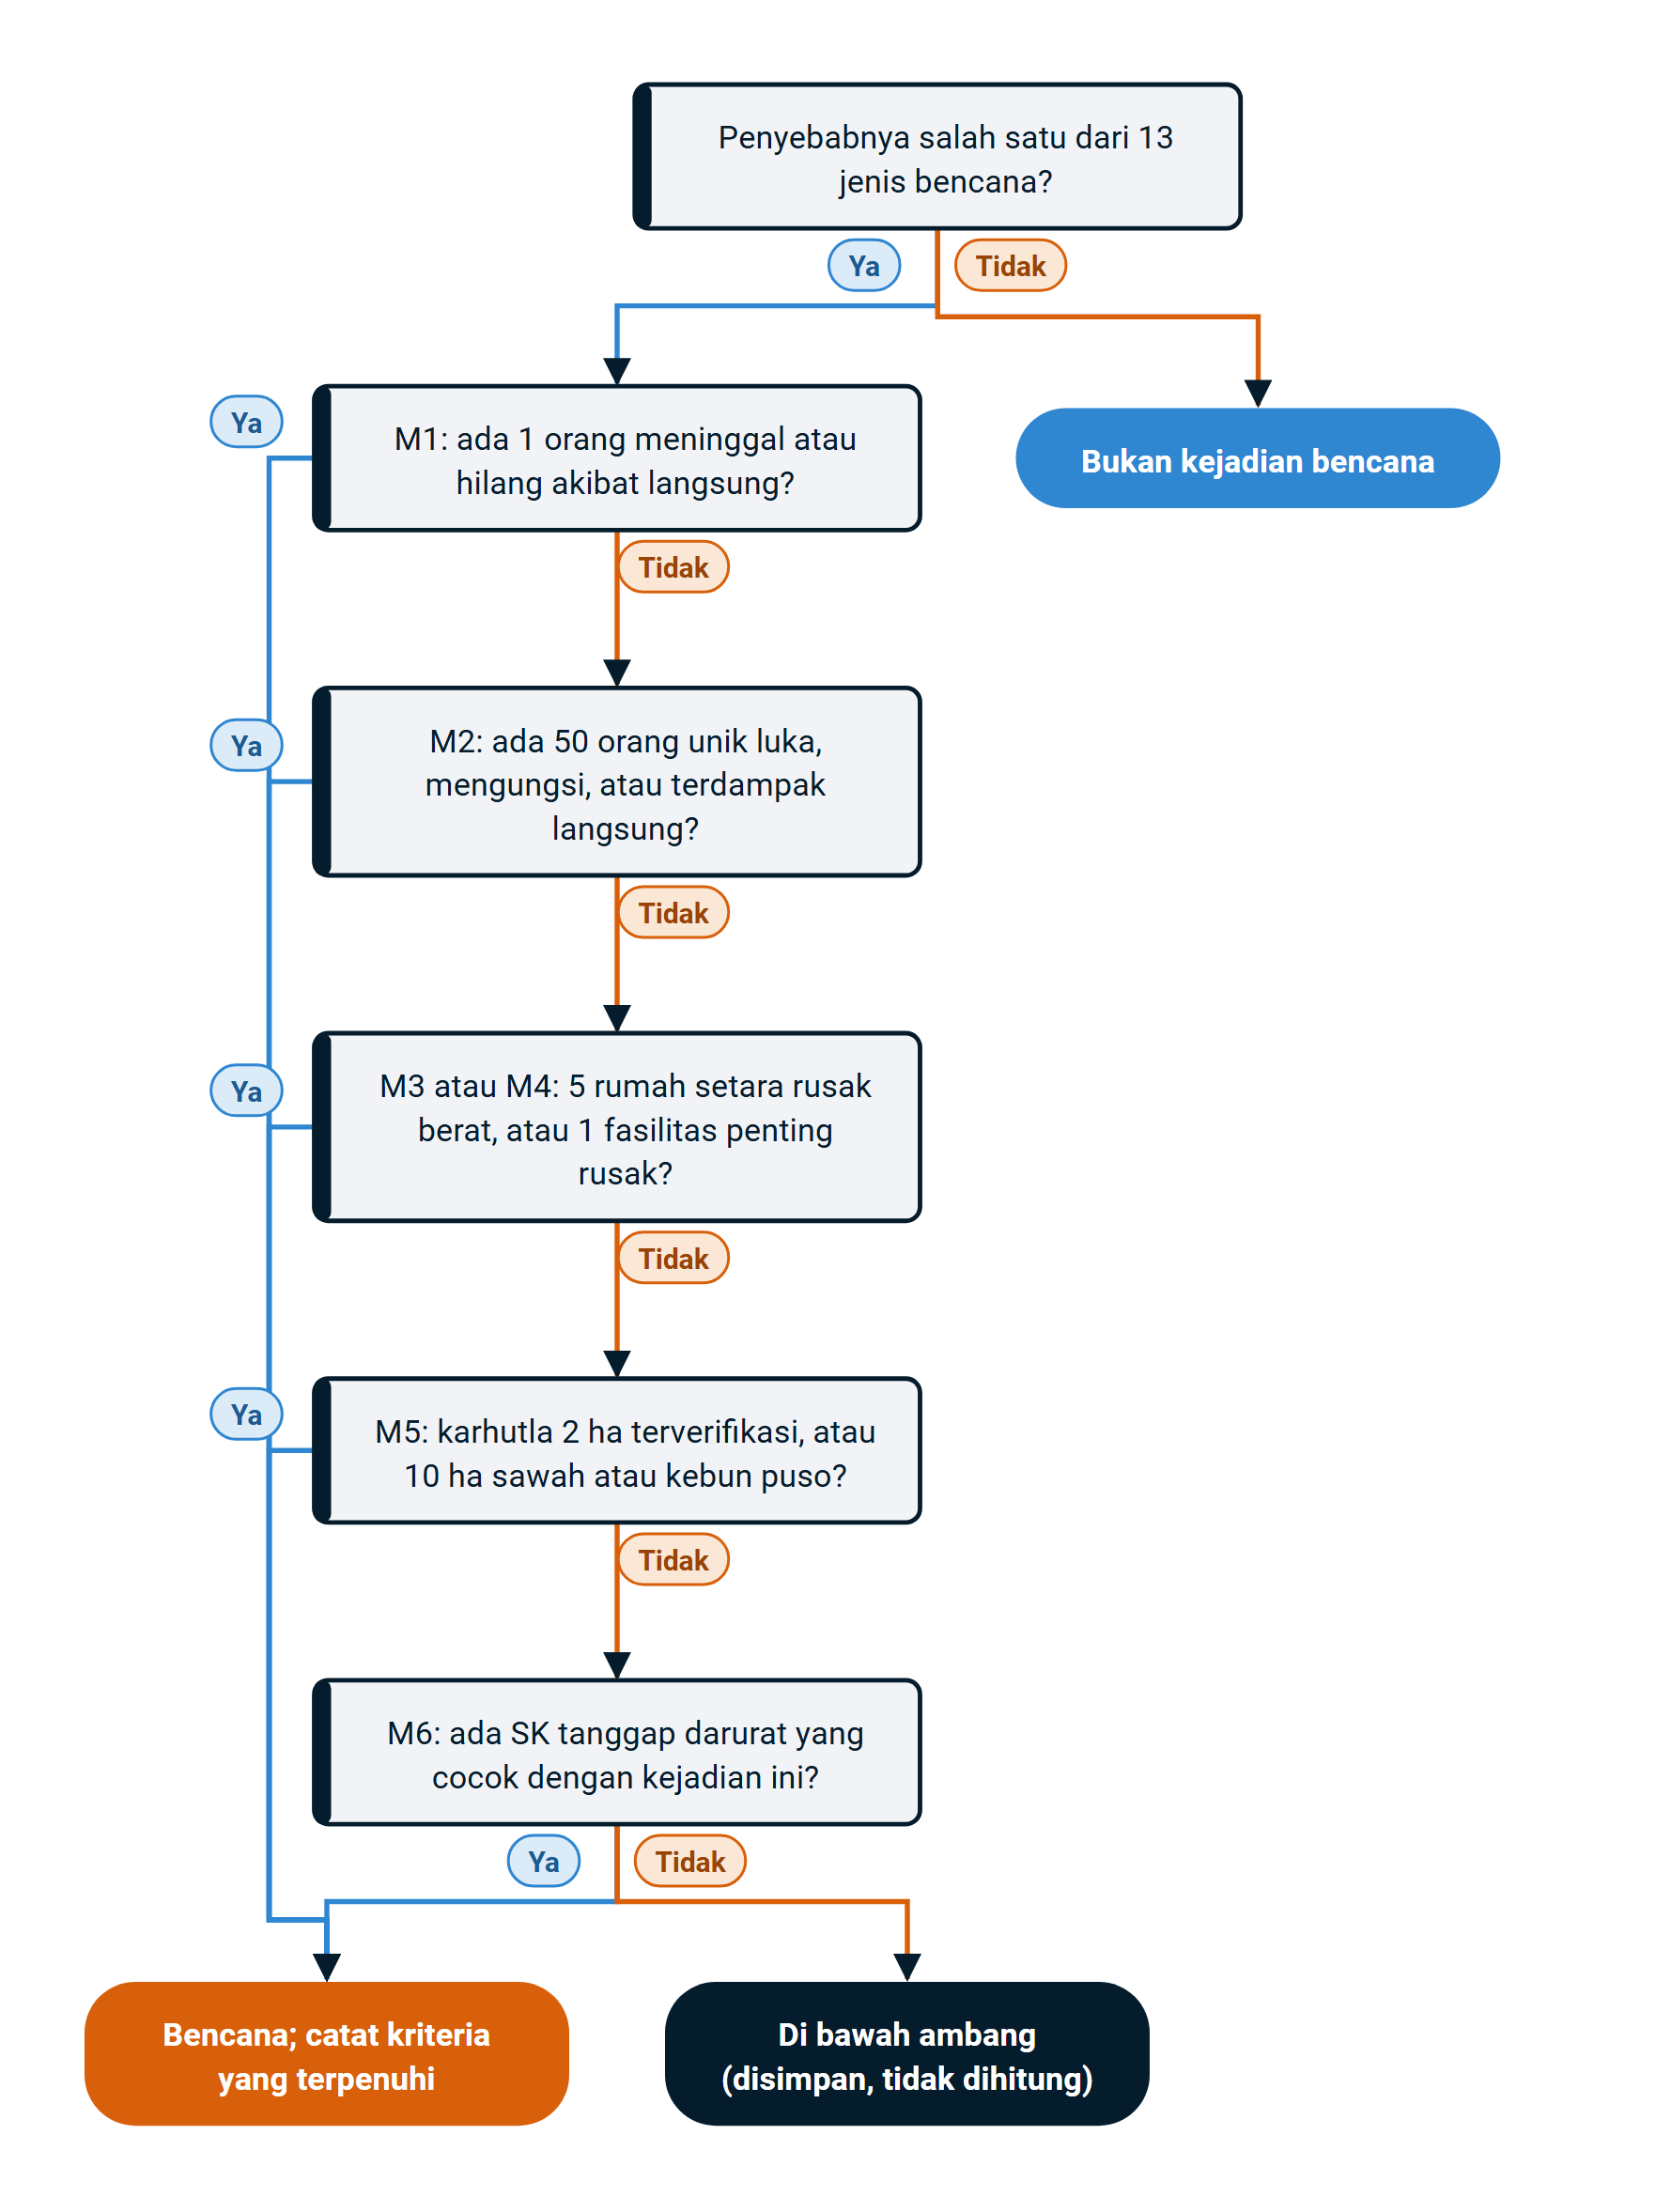 Penyebabnya salah satu dari 13
jenis bencana?
Ya
Tidak
M1: ada 1 orang meninggal atau
hilang akibat langsung?
Bukan kejadian bencana
Ya
Tidak
M2: ada 50 orang unik luka,
mengungsi, atau terdampak
langsung?
Ya
Tidak
M3 atau M4: 5 rumah setara rusak
berat, atau 1 fasilitas penting
rusak?
Ya
Tidak
M5: karhutla 2 ha terverifikasi, atau
10 ha sawah atau kebun puso?
Ya
Tidak
M6: ada SK tanggap darurat yang
cocok dengan kejadian ini?
Ya
Tidak
Bencana; catat kriteria
yang terpenuhi
Di bawah ambang
(disimpan, tidak dihitung)